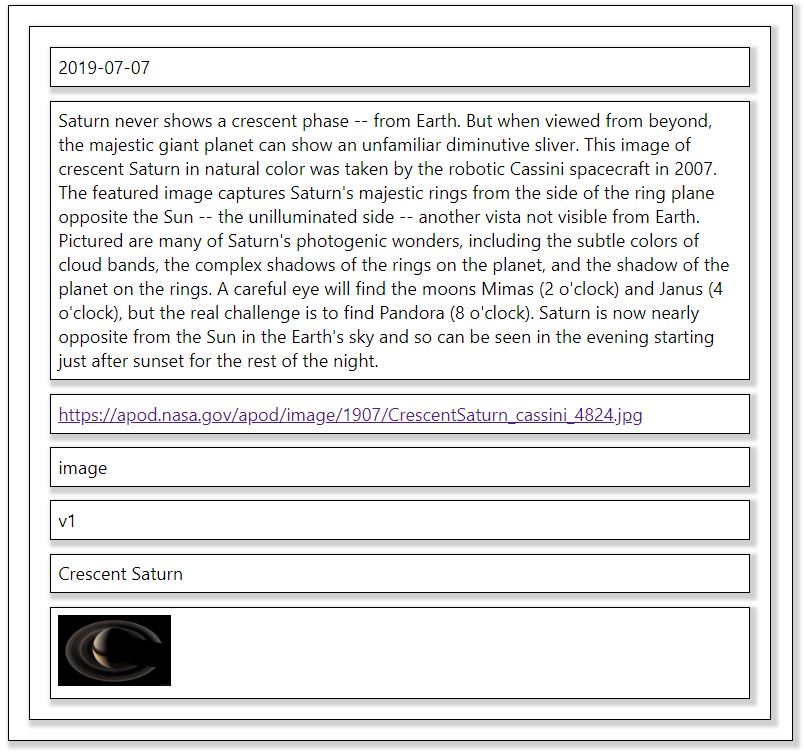 2019-07-07
Saturn never shows a crescent phase -- from Earth. But when viewed from beyond,
the majestic giant planet can show an unfamiliar diminutive sliver. This image of
crescent Saturn in natural color was taken by the robotic Cassini spacecraft in 2007.
The featured image captures Saturn's majestic rings from the side of the ring plane
opposite the Sun -- the unilluminated side -- another vista not visible from Earth.
Pictured are many of Saturn's photogenic wonders, including the subtle colors of
cloud bands, the complex shadows of the rings on the planet, and the shadow of the
planet on the rings. A careful eye will find the moons Mimas (2 o'clock) and Janus (4
o'clock), but the real challenge is to find Pandora (8 o'clock). Saturn is now nearly
opposite from the Sun in the Earth's sky and so can be seen in the evening starting
just after sunset for the rest of the night.
https://apod.nasa.gov/apod/image/1907/CrescentSaturn_cassini_4824.jpg
image
v1
Crescent Saturn